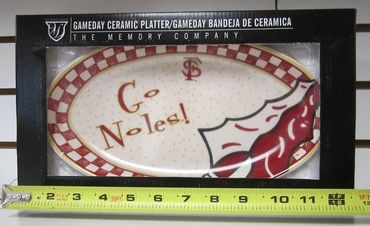 GAMEDAY CERAMIC PLATTER/GAMEDAY BANDEJA DE CERAMICA
THE MEMORY COMPANY
FS
Go
Noles!
2 3 4 5 6 7 8 9 10 11 1F